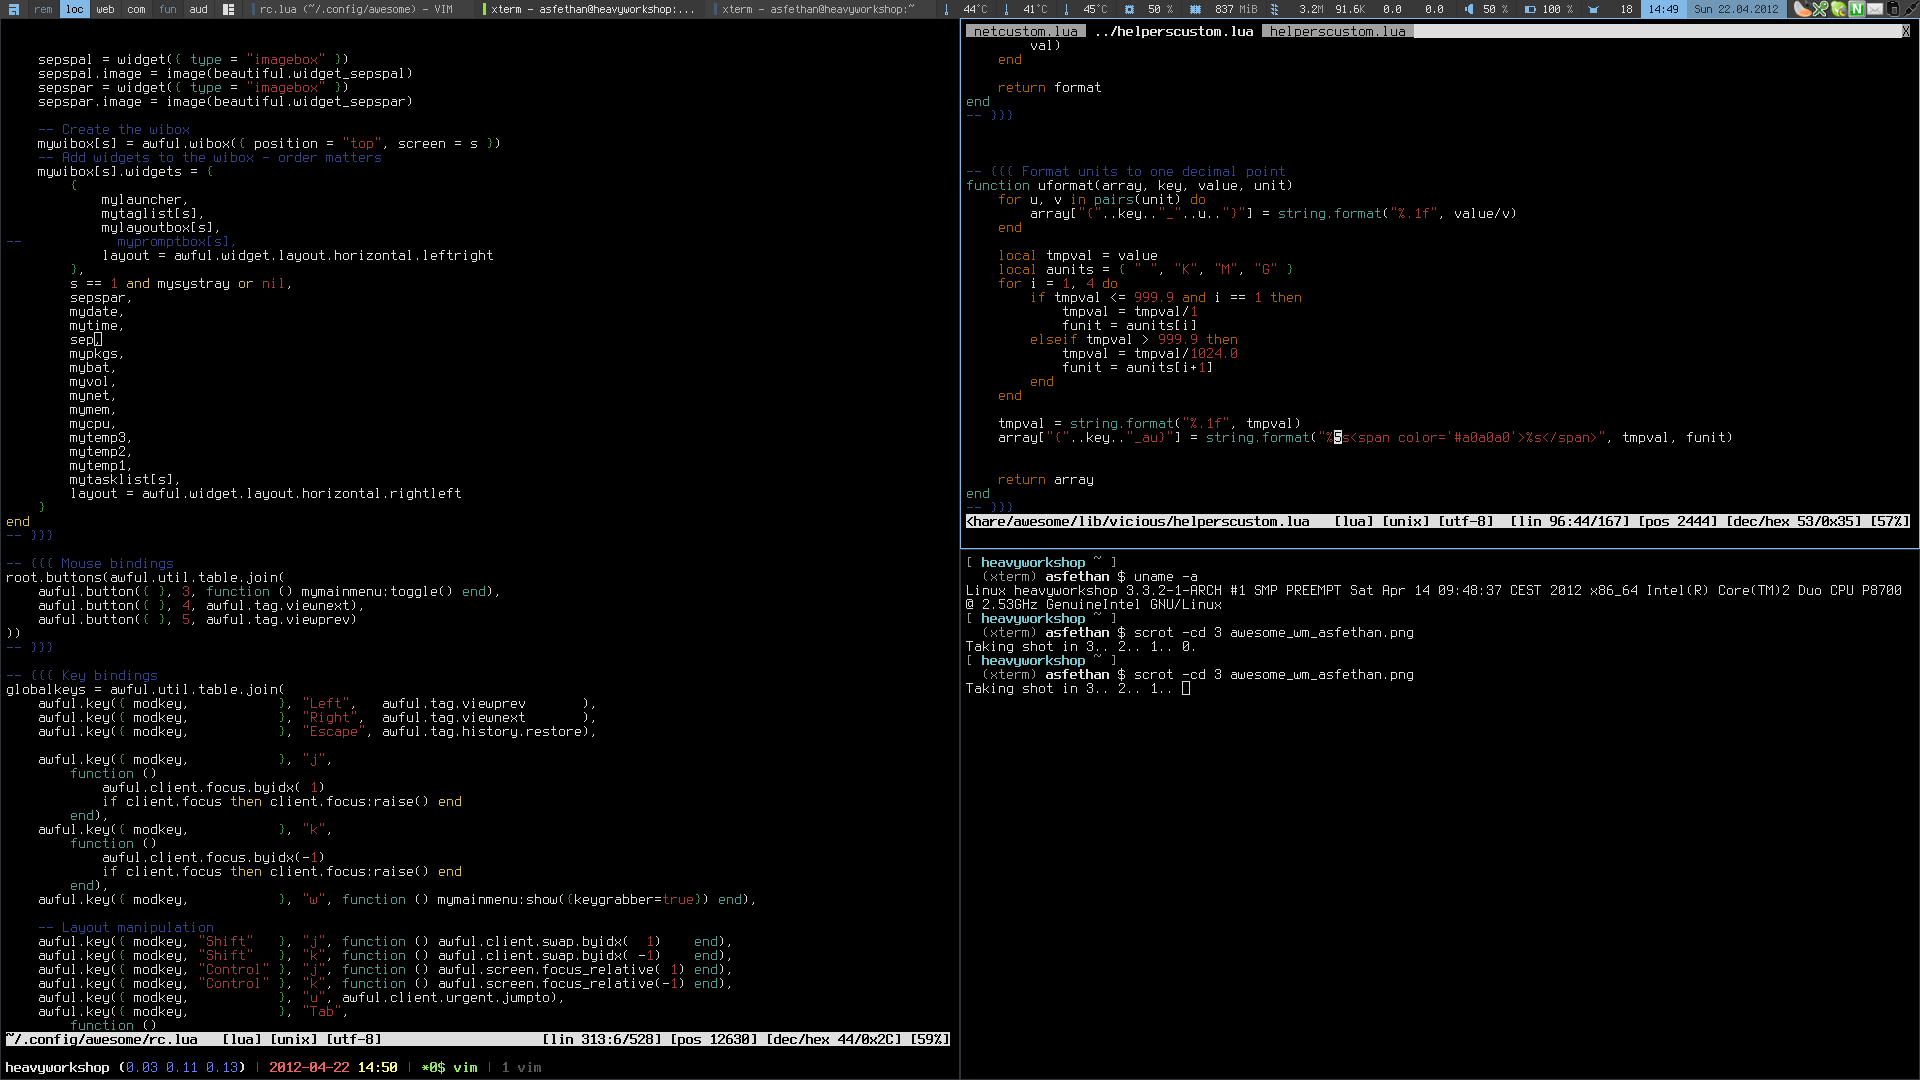 rem loc web com fun aud rc.lua (~/.config/awesome) - VIM xterm - asfethan@heavyworkshop:... xterm - asfethan@heavyworkshop:~ 44°C 41°C 45°C 50 % 837 MiB 3.2M 91.6K 0.0 0.0 50 % 100 % 18 14:49 Sun 22.04.2012
    sepspal = widget({ type = "imagebox" })
    sepspal.image = image(beautiful.widget_sepspal)
    sepspar = widget({ type = "imagebox" })
    sepspar.image = image(beautiful.widget_sepspar)
    -- Create the wibox
    mywibox[s] = awful.wibox({ position = "top", screen = s })
    -- Add widgets to the wibox - order matters
    mywibox[s].widgets = {
        {
            mylauncher,
            mytaglist[s],
            mylayoutbox[s],
--            mypromptbox[s],
            layout = awful.widget.layout.horizontal.leftright
        },
        s == 1 and mysystray or nil,
        sepspar,
        mydate,
        mytime,
        sep,
        mypkgs,
        mybat,
        myvol,
        mynet,
        mymem,
        mycpu,
        mytemp3,
        mytemp2,
        mytemp1,
        mytasklist[s],
        layout = awful.widget.layout.horizontal.rightleft
    }
end
-- }}}
-- {{{ Mouse bindings
root.buttons(awful.util.table.join(
    awful.button({ }, 3, function () mymainmenu:toggle() end),
    awful.button({ }, 4, awful.tag.viewnext),
    awful.button({ }, 5, awful.tag.viewprev)
))
-- }}}
-- {{{ Key bindings
globalkeys = awful.util.table.join(
    awful.key({ modkey,           }, "Left",   awful.tag.viewprev       ),
    awful.key({ modkey,           }, "Right",  awful.tag.viewnext       ),
    awful.key({ modkey,           }, "Escape", awful.tag.history.restore),
    awful.key({ modkey,           }, "j",
        function ()
            awful.client.focus.byidx( 1)
            if client.focus then client.focus:raise() end
        end),
    awful.key({ modkey,           }, "k",
        function ()
            awful.client.focus.byidx(-1)
            if client.focus then client.focus:raise() end
        end),
    awful.key({ modkey,           }, "w", function () mymainmenu:show({keygrabber=true}) end),
    -- Layout manipulation
    awful.key({ modkey, "Shift"   }, "j", function () awful.client.swap.byidx(  1)    end),
    awful.key({ modkey, "Shift"   }, "k", function () awful.client.swap.byidx( -1)    end),
    awful.key({ modkey, "Control" }, "j", function () awful.screen.focus_relative( 1) end),
    awful.key({ modkey, "Control" }, "k", function () awful.screen.focus_relative(-1) end),
    awful.key({ modkey,           }, "u", awful.client.urgent.jumpto),
    awful.key({ modkey,           }, "Tab",
        function ()
~/.config/awesome/rc.lua   [lua] [unix] [utf-8]   [lin 313:6/528] [pos 12630] [dec/hex 44/0x2C] [59%]
heavyworkshop (0.03 0.11 0.13) | 2012-04-22 14:50 | *0$ vim | 1 vim
netcustom.lua  ../helperscustom.lua  helperscustom.lua X
        val)
    end
    return format
end
-- }}}
-- {{{ Format units to one decimal point
function uformat(array, key, value, unit)
    for u, v in pairs(unit) do
        array["{"..key.."_"..u.."}"] = string.format("%.1f", value/v)
    end
    local tmpval = value
    local aunits = { " ", "K", "M", "G" }
    for i = 1, 4 do
        if tmpval <= 999.9 and i == 1 then
            tmpval = tmpval/1
            funit = aunits[i]
        elseif tmpval > 999.9 then
            tmpval = tmpval/1024.0
            funit = aunits[i+1]
        end
    end
    tmpval = string.format("%.1f", tmpval)
    array["{"..key.."_au}"] = string.format("%5s<span color='#a0a0a0'>%s</span>", tmpval, funit)
    return array
end
-- }}}
<hare/awesome/lib/vicious/helperscustom.lua   [lua] [unix] [utf-8]  [lin 96:44/167] [pos 2444] [dec/hex 53/0x35] [57%]
[ heavyworkshop ~ ]
  (xterm) asfethan $ uname -a
Linux heavyworkshop 3.3.2-1-ARCH #1 SMP PREEMPT Sat Apr 14 09:48:37 CEST 2012 x86_64 Intel(R) Core(TM)2 Duo CPU P8700
@ 2.53GHz GenuineIntel GNU/Linux
[ heavyworkshop ~ ]
  (xterm) asfethan $ scrot -cd 3 awesome_wm_asfethan.png
Taking shot in 3.. 2.. 1.. 0.
[ heavyworkshop ~ ]
  (xterm) asfethan $ scrot -cd 3 awesome_wm_asfethan.png
Taking shot in 3.. 2.. 1..